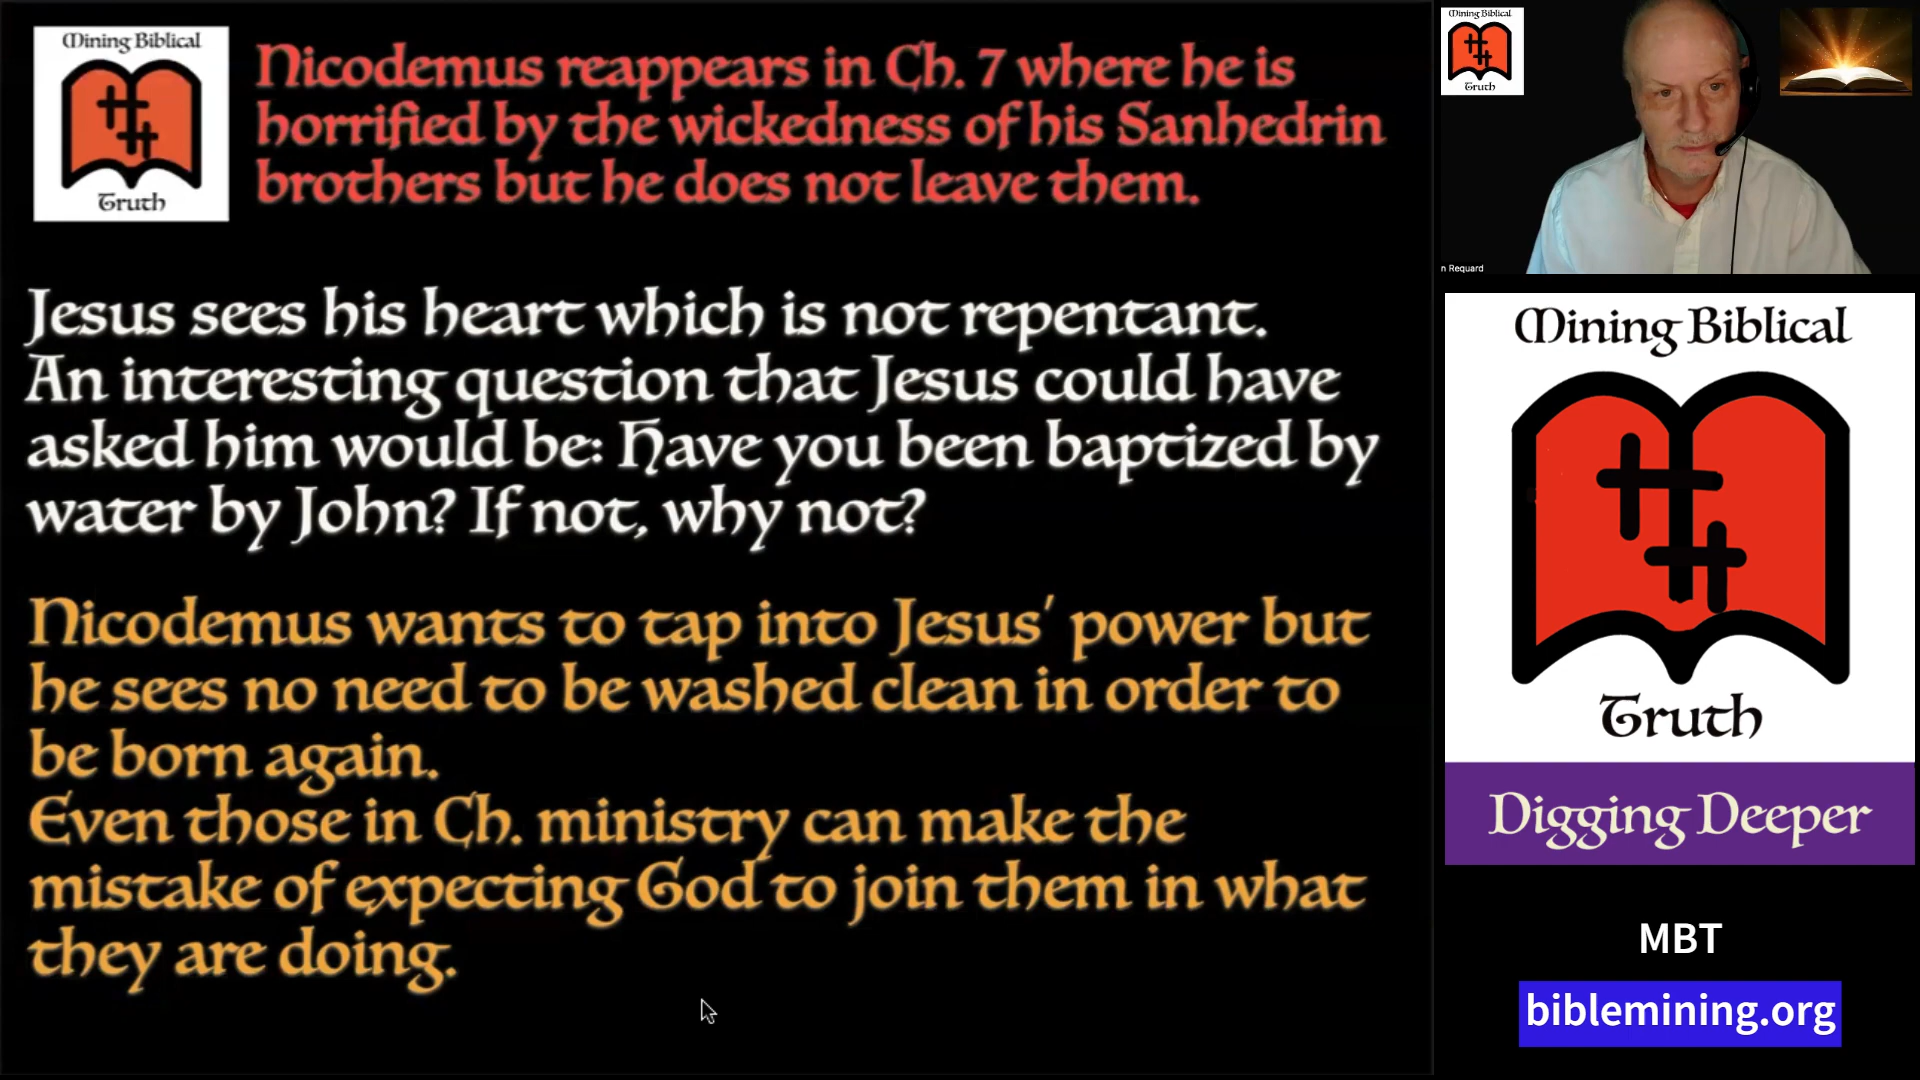 Mining Biblical
Truth
Nicodemus reappears in Ch. 7 where he is
horrified by the wickedness of his Sanhedrin
brothers but he does not leave them.
Jesus sees his heart which is not repentant.
An interesting question that Jesus could have
asked him would be: Have you been baptized by
water by John? If not, why not?
Nicodemus wants to tap into Jesus' power but
he sees no need to be washed clean in order to
be born again.
Even those in Ch. ministry can make the
mistake of expecting God to join them in what
they are doing.
Mining Biblical
Truth
n Requard
Mining Biblical
Truth
Digging Deeper
MBT
biblemining.org